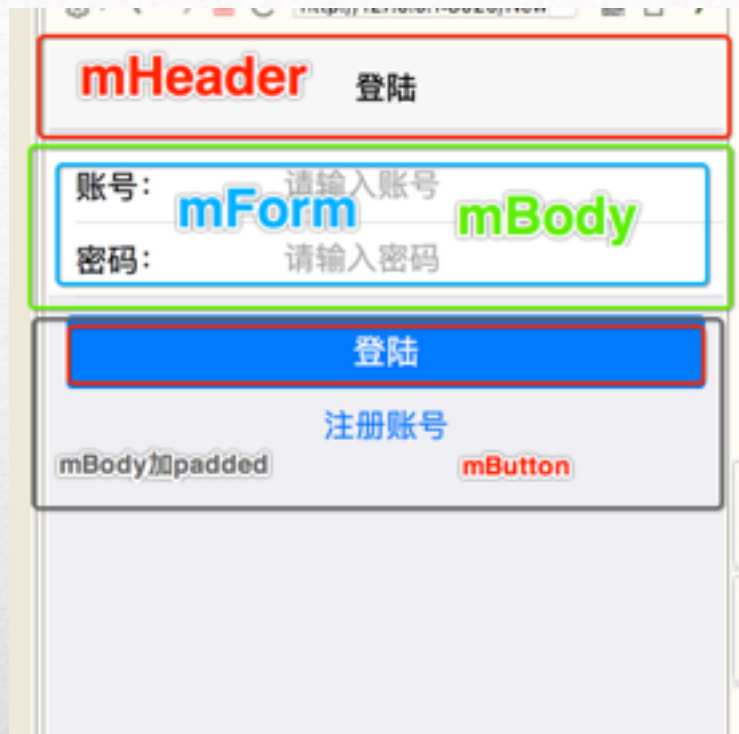 mHeader 登陆
账号: 请输入账号
mForm mBody
密码: 请输入密码
登陆
注册账号
mBody加padded mButton